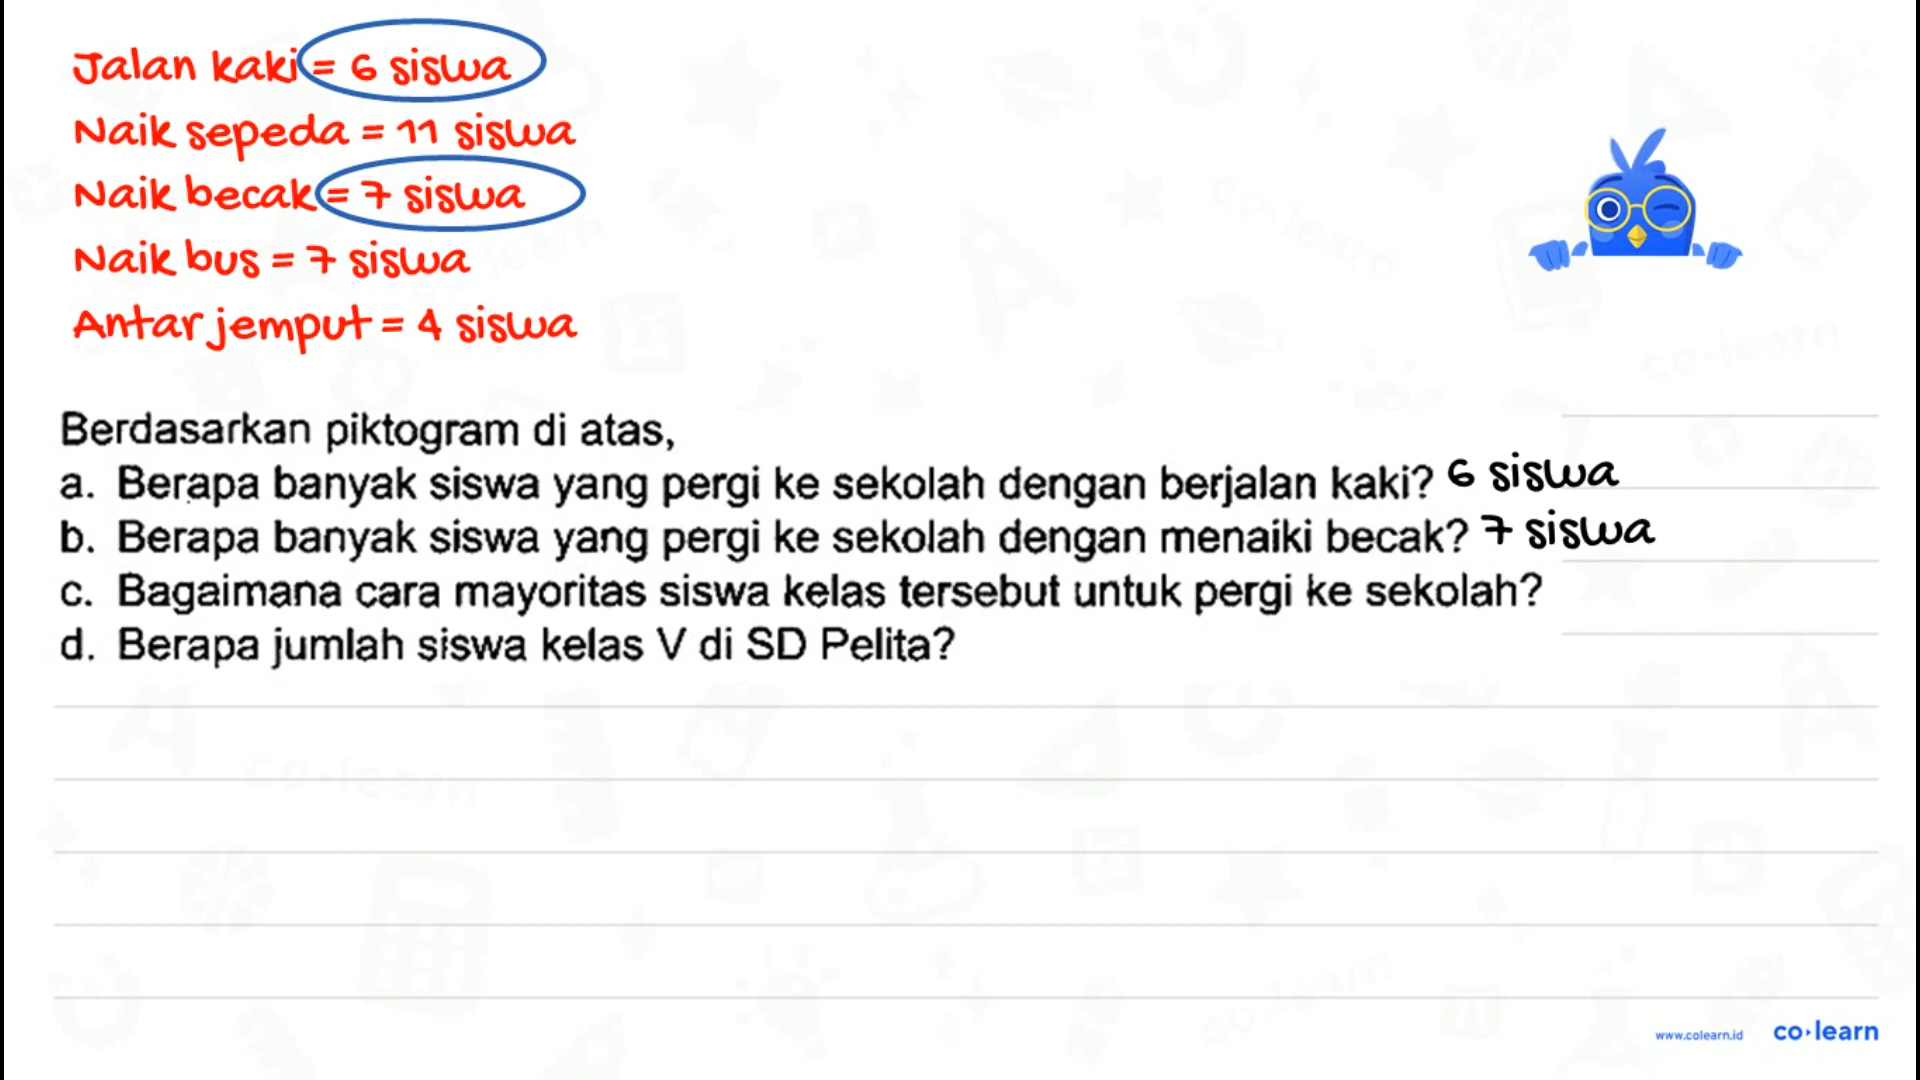 Jalan kaki = 6 siswa
Naik sepeda = 11 siswa
Naik becak = 7 siswa
Naik bus = 7 siswa
Antar jemput = 4 siswa
Berdasarkan piktogram di atas,
a. Berapa banyak siswa yang pergi ke sekolah dengan berjalan kaki? 6 siswa
b. Berapa banyak siswa yang pergi ke sekolah dengan menaiki becak? 7 siswa
c. Bagaimana cara mayoritas siswa kelas tersebut untuk pergi ke sekolah?
d. Berapa jumlah siswa kelas V di SD Pelita?
www.colearn.id co·learn